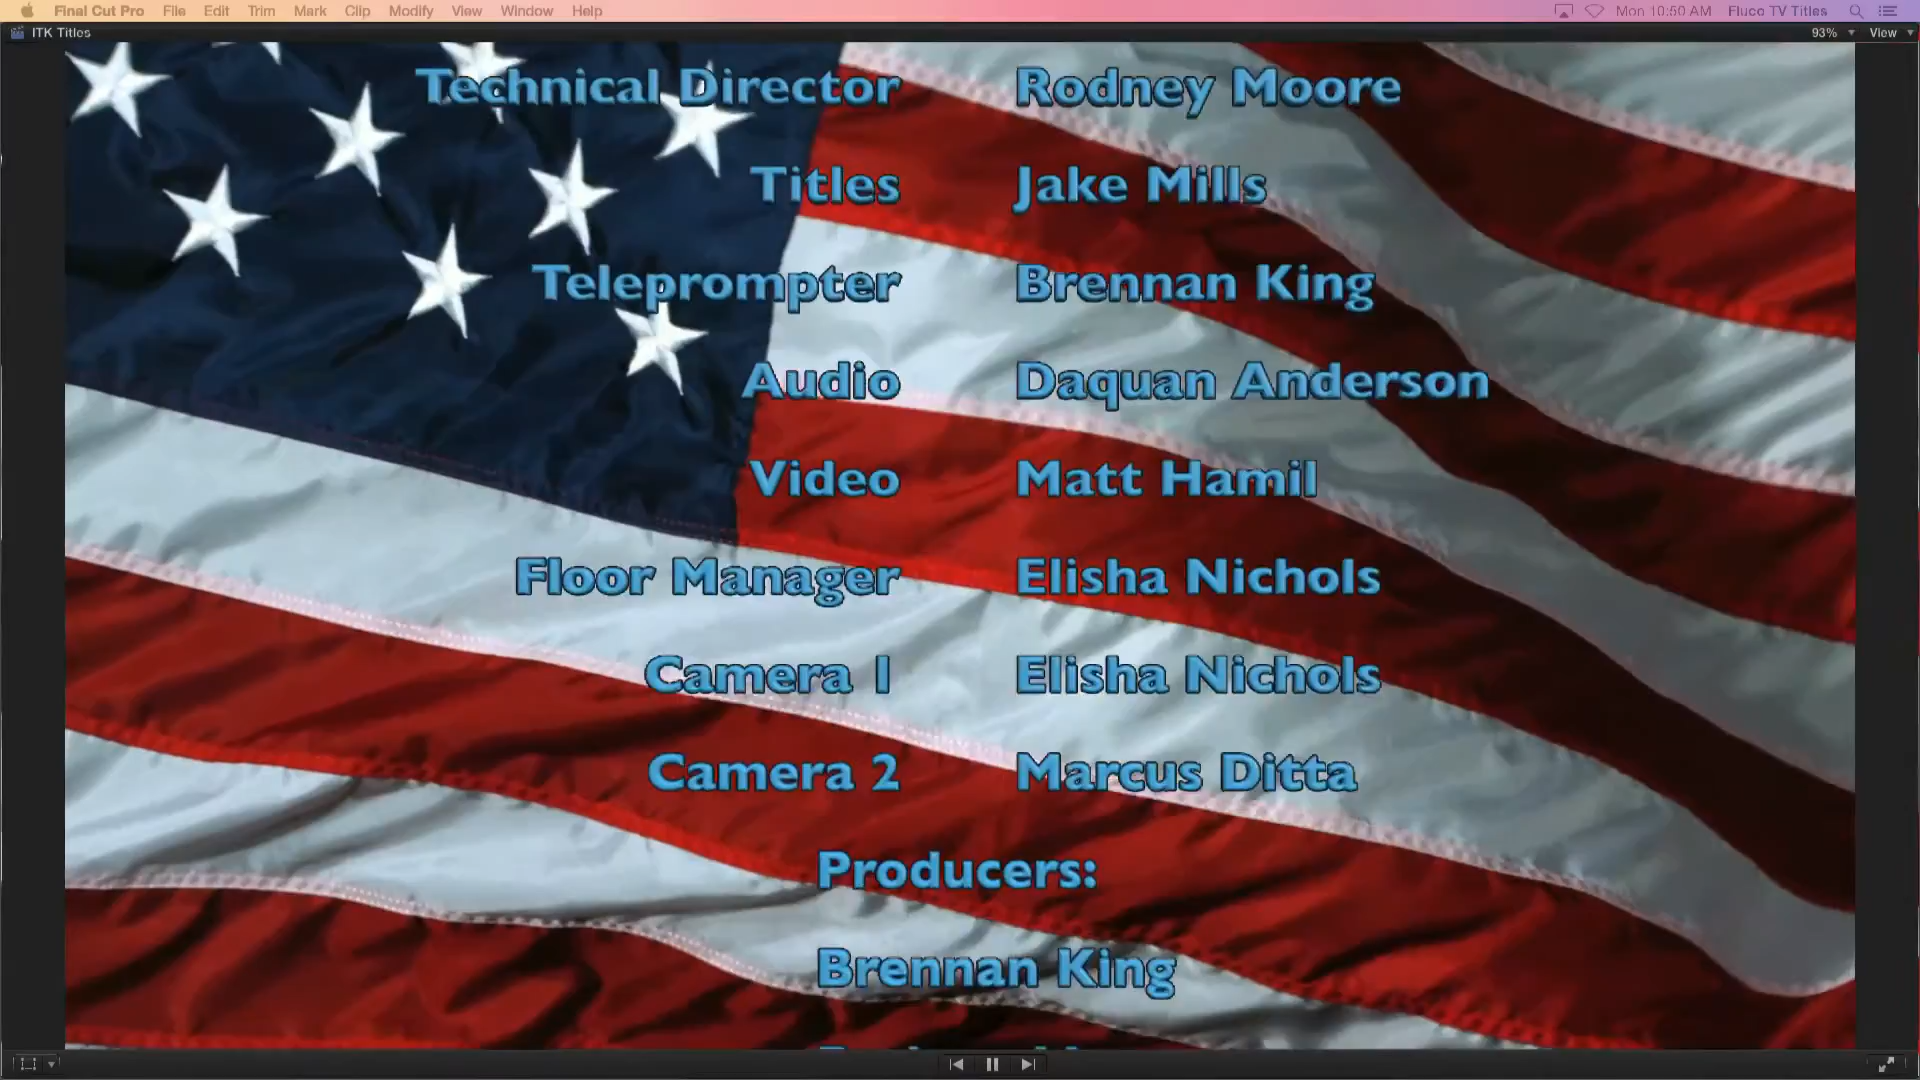 Final Cut Pro File Edit Trim Mark Clip Modify View Window Help Mon 10:50 AM Fluco TV Titles
ITK Titles 93% View
Technical Director Rodney Moore
Titles Jake Mills
Teleprompter Brennan King
Audio Daquan Anderson
Video Matt Hamil
Floor Manager Elisha Nichols
Camera 1 Elisha Nichols
Camera 2 Marcus Ditta
Producers:
Brennan King